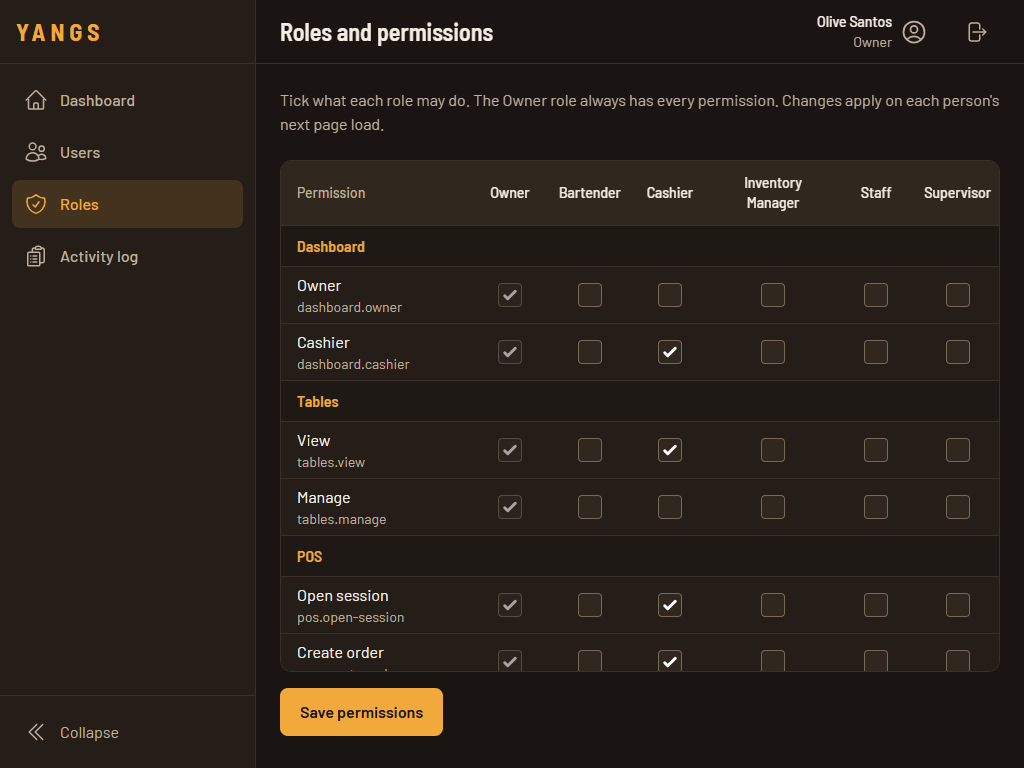 YANGS
Roles and permissions
Olive Santos
Owner
Dashboard
Users
Roles
Activity log
Collapse
Tick what each role may do. The Owner role always has every permission. Changes apply on each person's
next page load.
Permission Owner Bartender Cashier Inventory Manager Staff Supervisor
Dashboard
Owner
dashboard.owner
Cashier
dashboard.cashier
Tables
View
tables.view
Manage
tables.manage
POS
Open session
pos.open-session
Create order
Save permissions